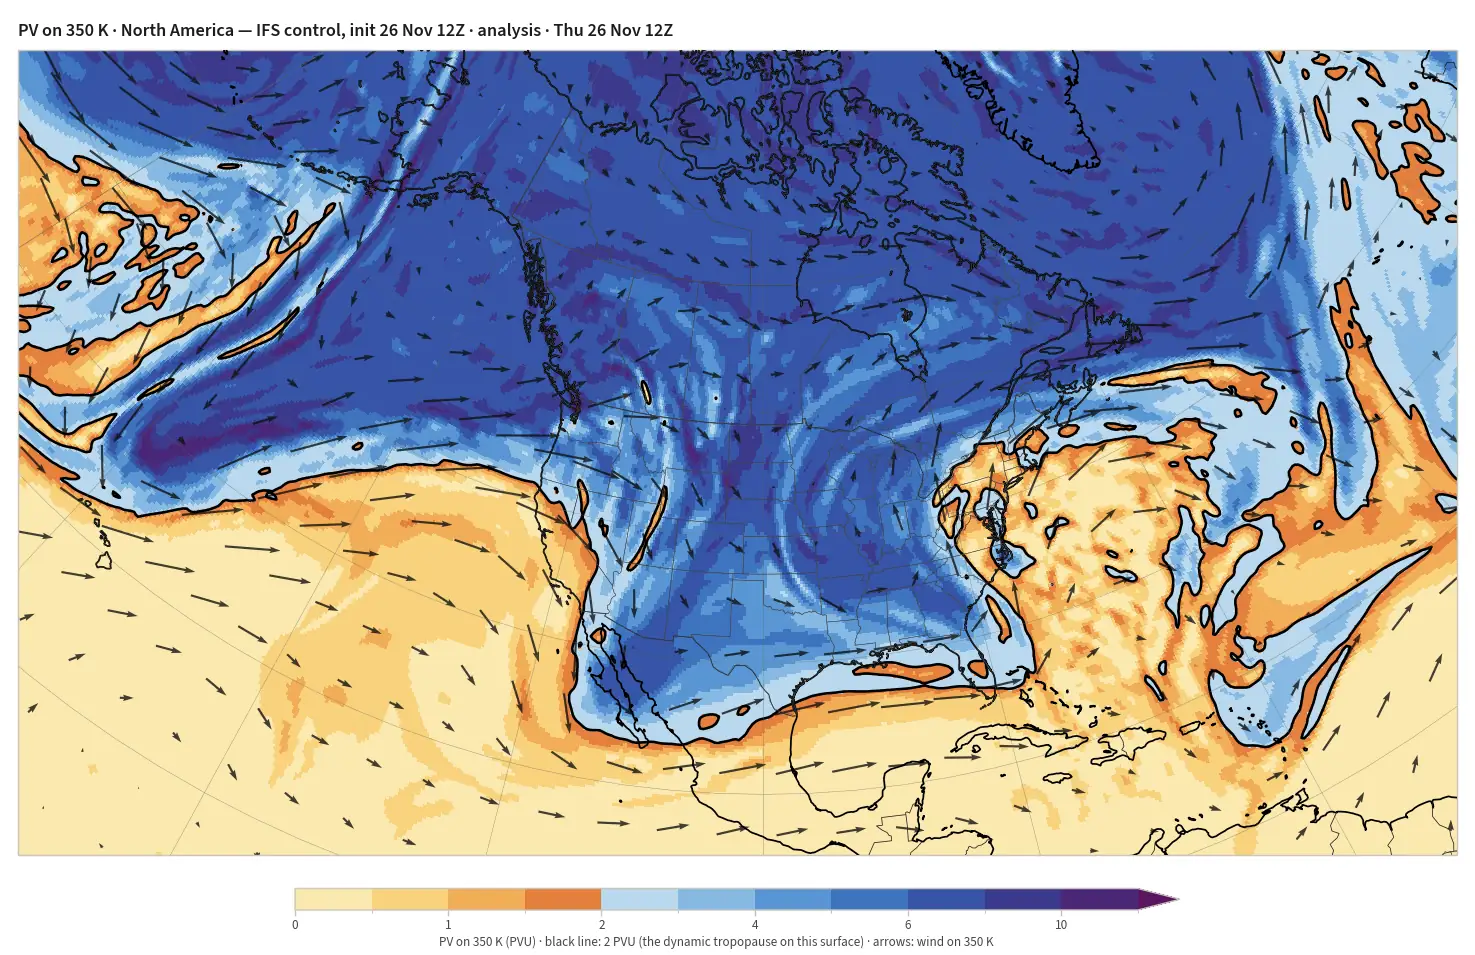 PV on 350 K · North America — IFS control, init 26 Nov 12Z · analysis · Thu 26 Nov 12Z
0 1 2 4 6 10
PV on 350 K (PVU) · black line: 2 PVU (the dynamic tropopause on this surface) · arrows: wind on 350 K